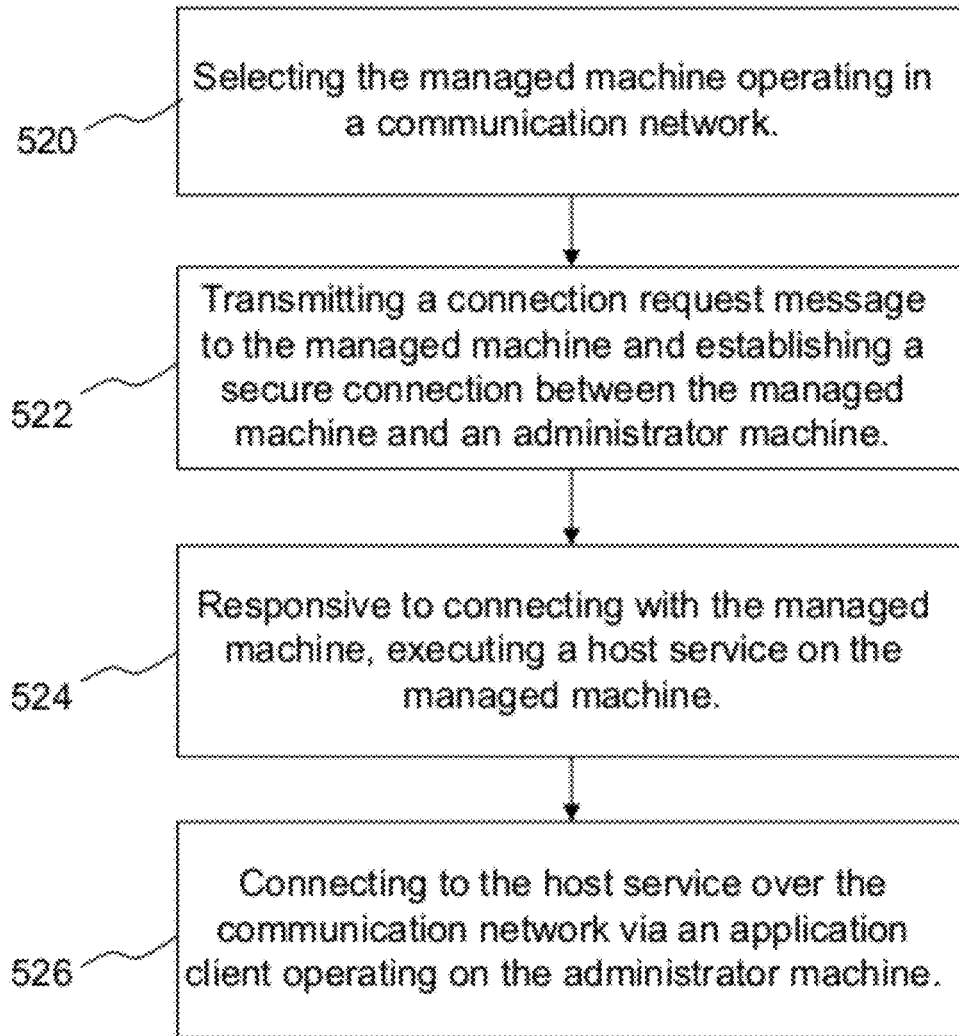 Selecting the managed machine operating in
a communication network.
520
Transmitting a connection request message
to the managed machine and establishing a
secure connection between the managed
machine and an administrator machine.
522
Responsive to connecting with the managed
machine, executing a host service on the
managed machine.
524
Connecting to the host service over the
communication network via an application
client operating on the administrator machine.
526